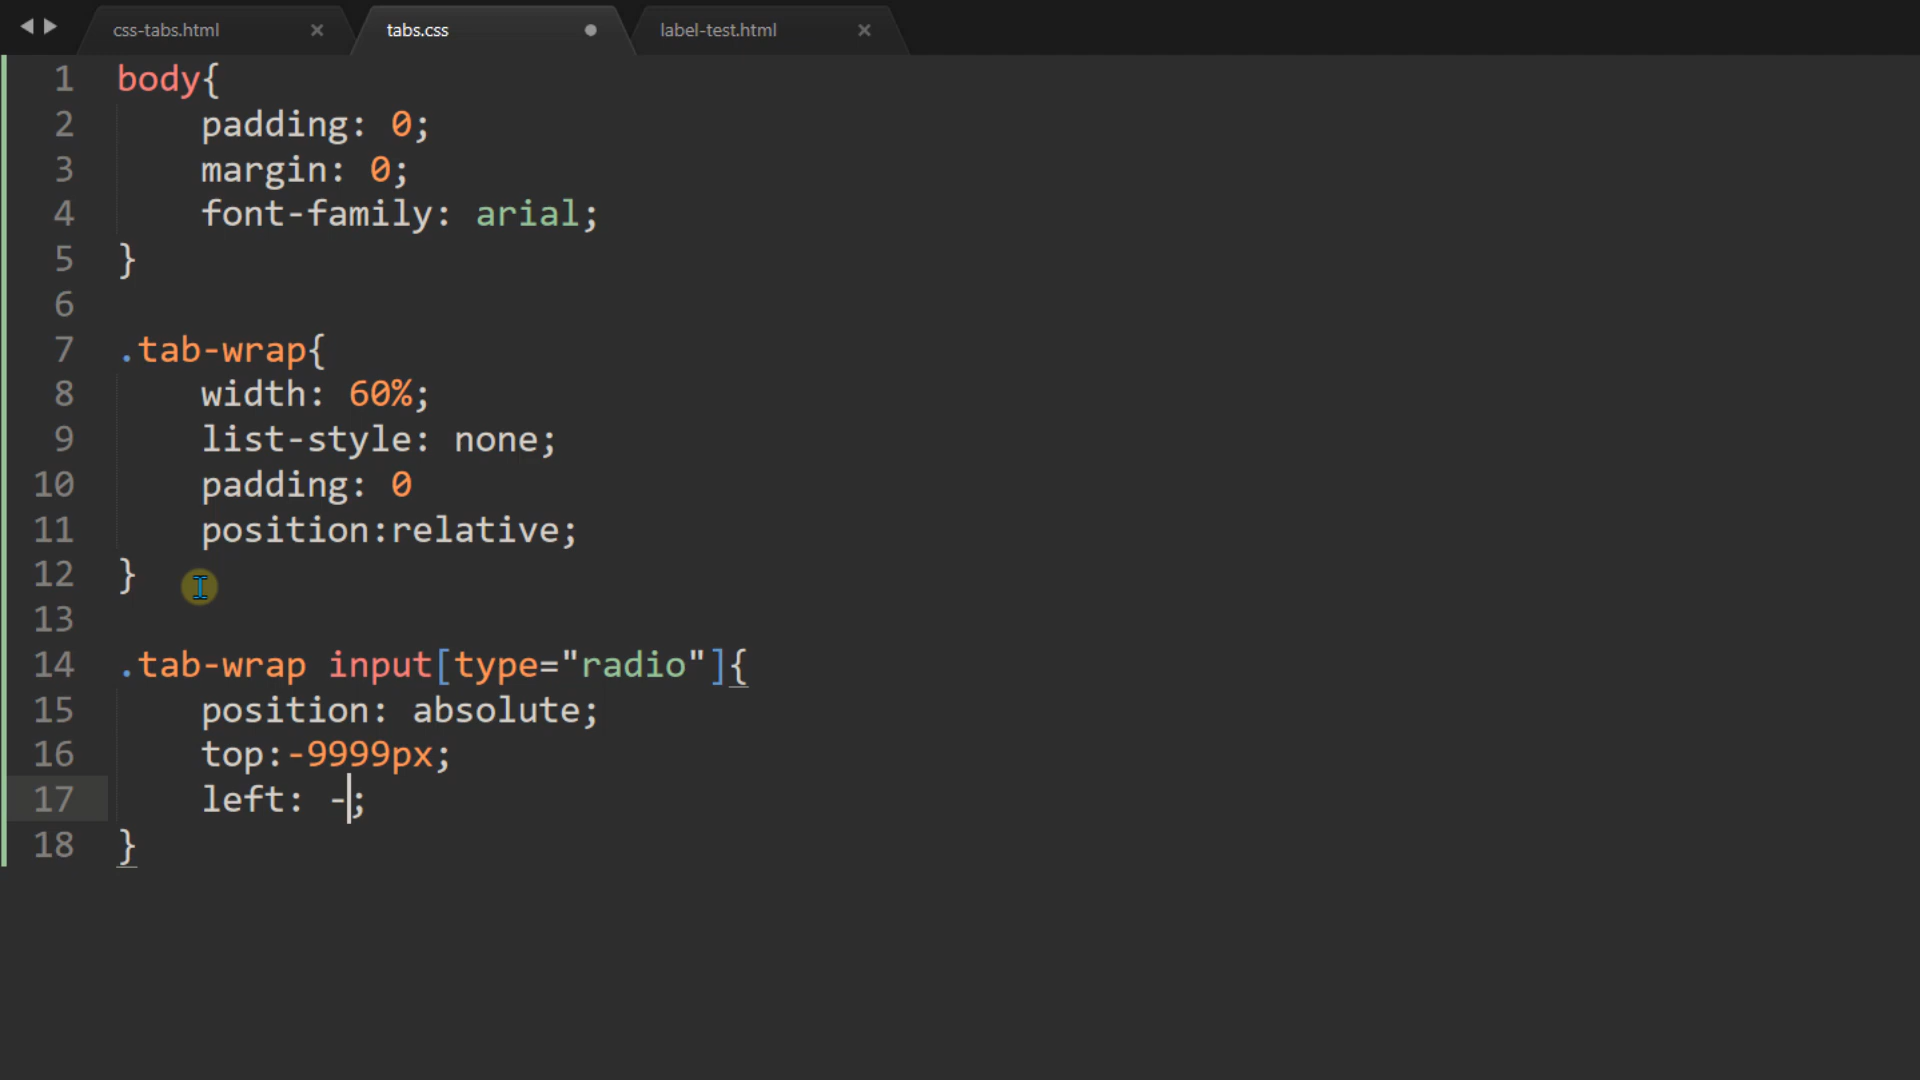 css-tabs.html tabs.css label-test.html
1 body{
2 padding: 0;
3 margin: 0;
4 font-family: arial;
5 }
6
7 .tab-wrap{
8 width: 60%;
9 list-style: none;
10 padding: 0
11 position:relative;
12 }
13
14 .tab-wrap input[type="radio"]{
15 position: absolute;
16 top:-9999px;
17 left: -;
18 }